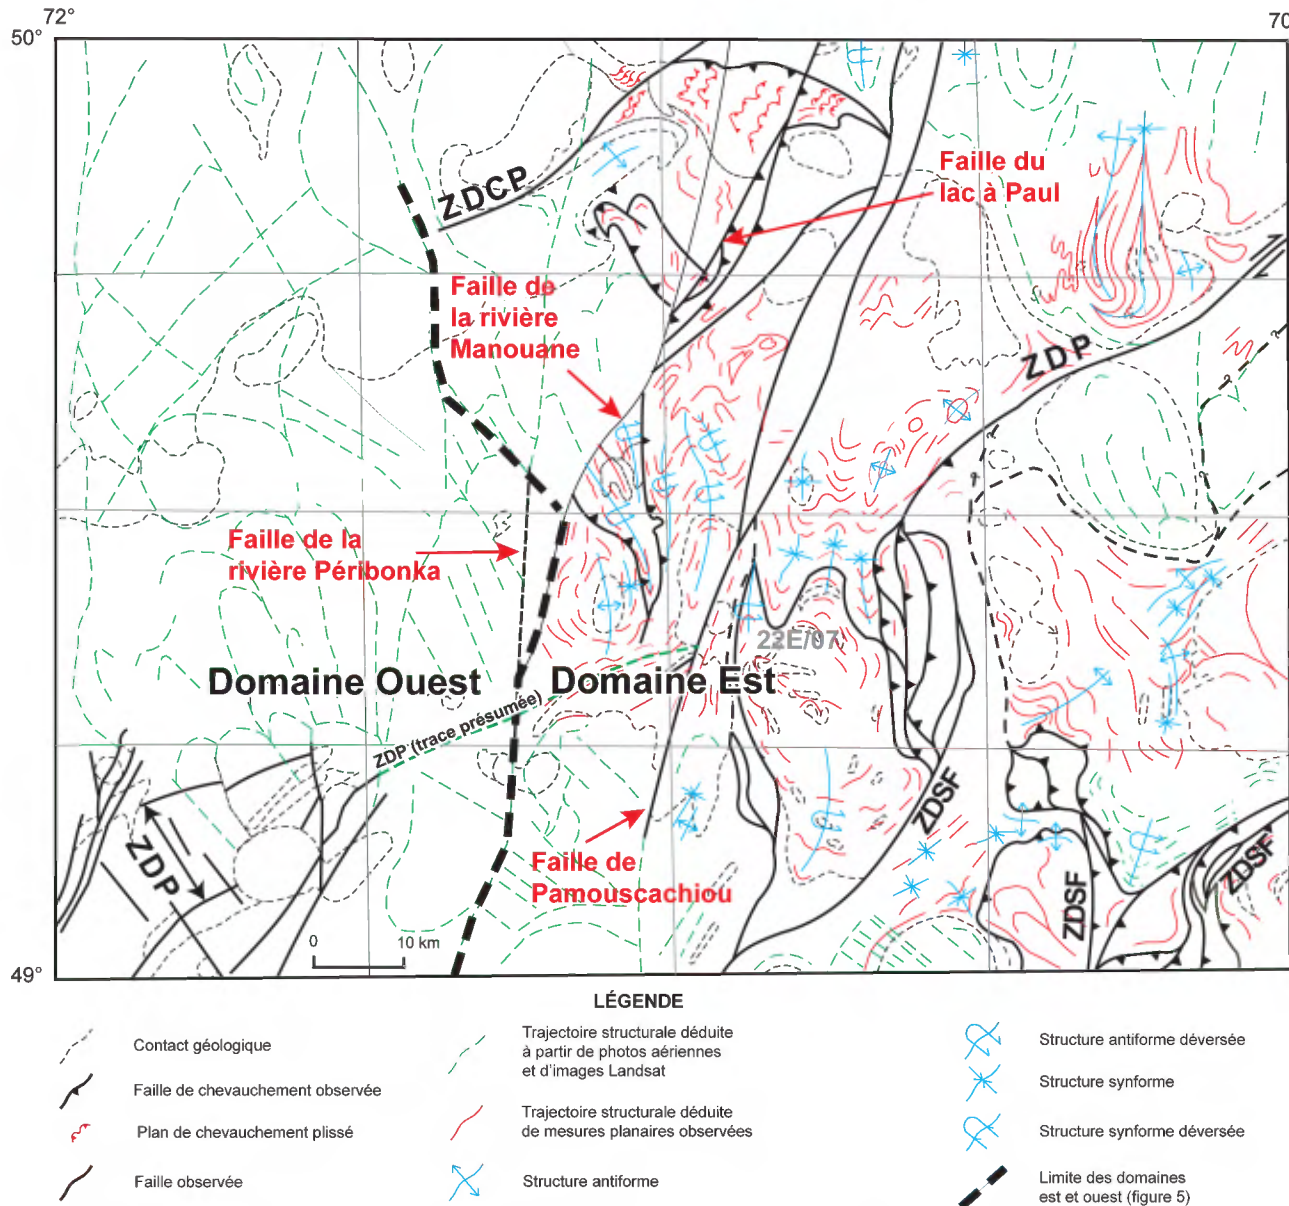 72°
70
50°
ZDCP
Faille du
lac à Paul
Faille de
la rivière
Manouane
ZDP
Faille de la
rivière Péribonka
22E/07
Domaine Ouest
Domaine Est
ZDP (trace présumée)
ZDP
ZDSF
ZDSF
ZDSF
Faille de
Pamouscachiou
0 10 km
49°
LÉGENDE
Contact géologique
Faille de chevauchement observée
Plan de chevauchement plissé
Faille observée
Trajectoire structurale déduite
à partir de photos aériennes
et d'images Landsat
Trajectoire structurale déduite
de mesures planaires observées
Structure antiforme
Structure antiforme déversée
Structure synforme
Structure synforme déversée
Limite des domaines
est et ouest (figure 5)